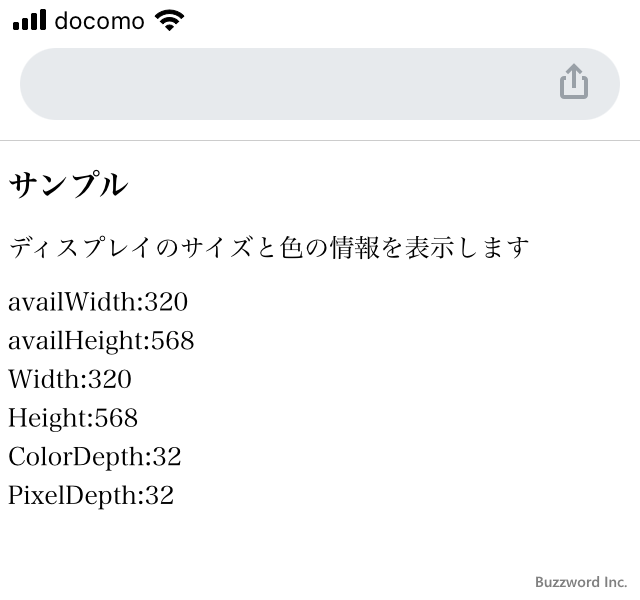 docomo
サンプル
ディスプレイのサイズと色の情報を表示します
availWidth:320
availHeight:568
Width:320
Height:568
ColorDepth:32
PixelDepth:32
Buzzword Inc.